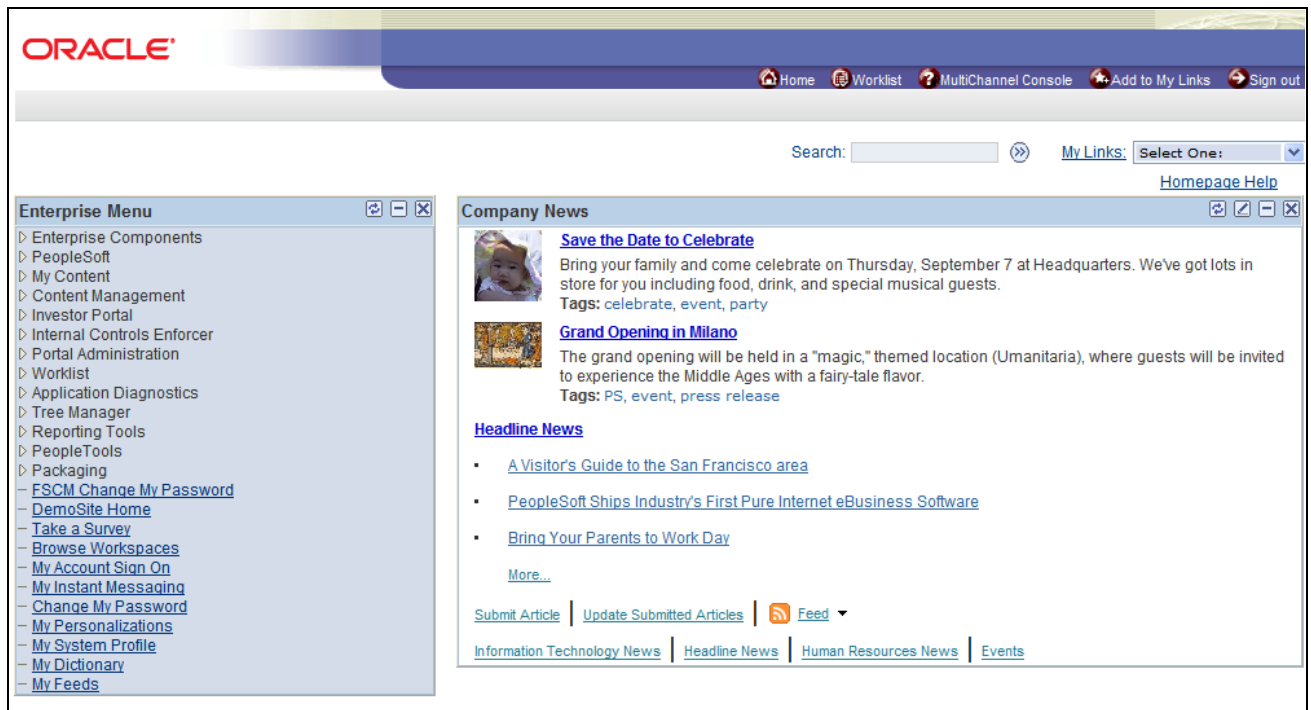 ORACLE
Home Worklist MultiChannel Console Add to My Links Sign out
Search: My Links: Select One:
Homepage Help
Enterprise Menu
Enterprise Components
PeopleSoft
My Content
Content Management
Investor Portal
Internal Controls Enforcer
Portal Administration
Worklist
Application Diagnostics
Tree Manager
Reporting Tools
PeopleTools
Packaging
FSCM Change My Password
DemoSite Home
Take a Survey
Browse Workspaces
My Account Sign On
My Instant Messaging
Change My Password
My Personalizations
My System Profile
My Dictionary
My Feeds
Company News
Save the Date to Celebrate
Bring your family and come celebrate on Thursday, September 7 at Headquarters. We've got lots in
store for you including food, drink, and special musical guests.
Tags: celebrate, event, party
Grand Opening in Milano
The grand opening will be held in a "magic," themed location (Umanitaria), where guests will be invited
to experience the Middle Ages with a fairy-tale flavor.
Tags: PS, event, press release
Headline News
A Visitor's Guide to the San Francisco area
PeopleSoft Ships Industry's First Pure Internet eBusiness Software
Bring Your Parents to Work Day
More...
Submit Article | Update Submitted Articles | Feed
Information Technology News | Headline News | Human Resources News | Events